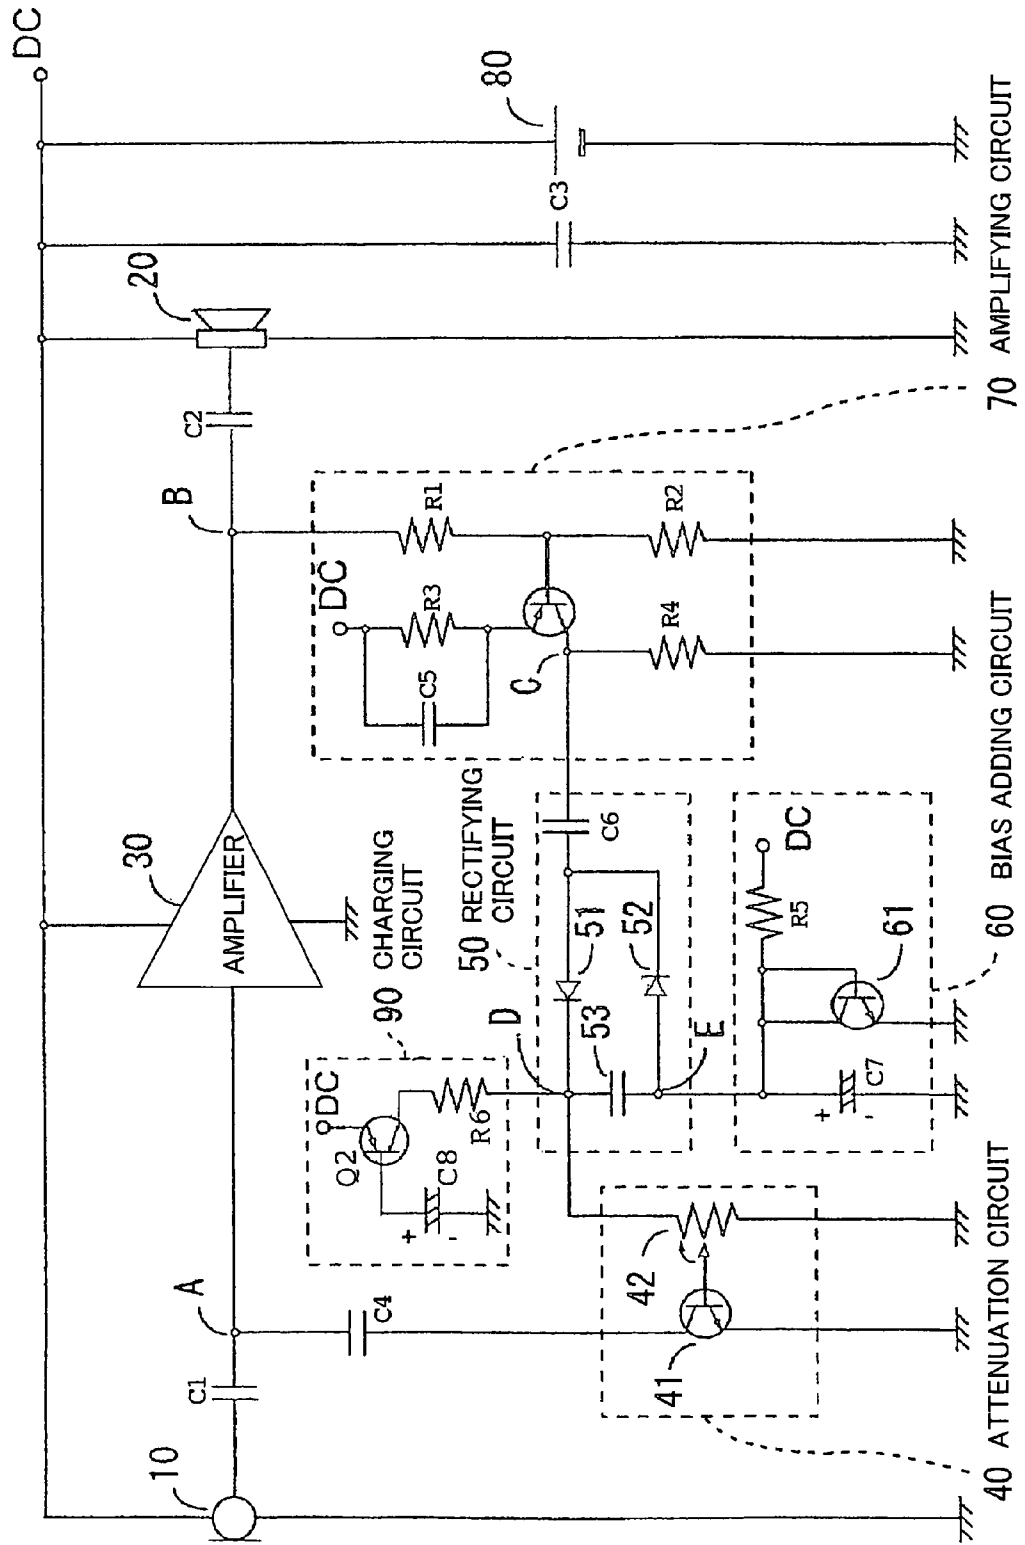 DC
80
C3
20
C2
B
R1
R2
DC
R3
R4
C5
C
70 AMPLIFYING CIRCUIT
30
AMPLIFIER
90 CHARGING
CIRCUIT
50 RECTIFYING
CIRCUIT
C6
51
52
53
D
E
DC
R5
61
C7
+
-
60 BIAS ADDING CIRCUIT
DC
Q2
R6
C8
+
-
A
C4
C1
42
41
40 ATTENUATION CIRCUIT
10